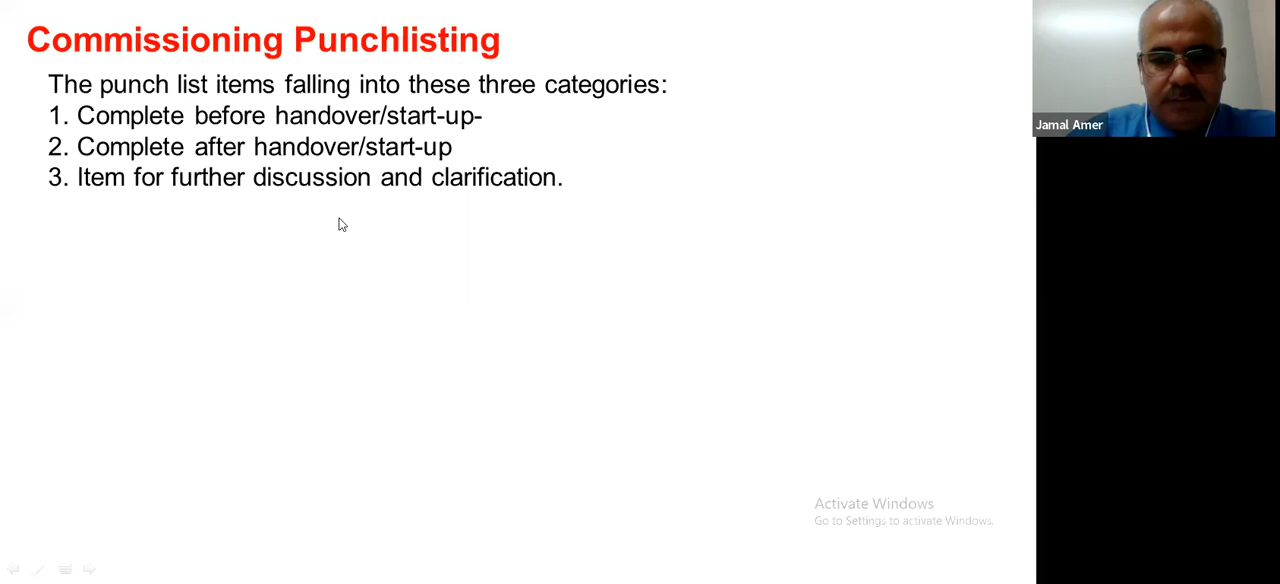 Commissioning Punchlisting
The punch list items falling into these three categories:
1. Complete before handover/start-up-
2. Complete after handover/start-up
3. Item for further discussion and clarification.
Jamal Amer
Activate Windows
Go to Settings to activate Windows.